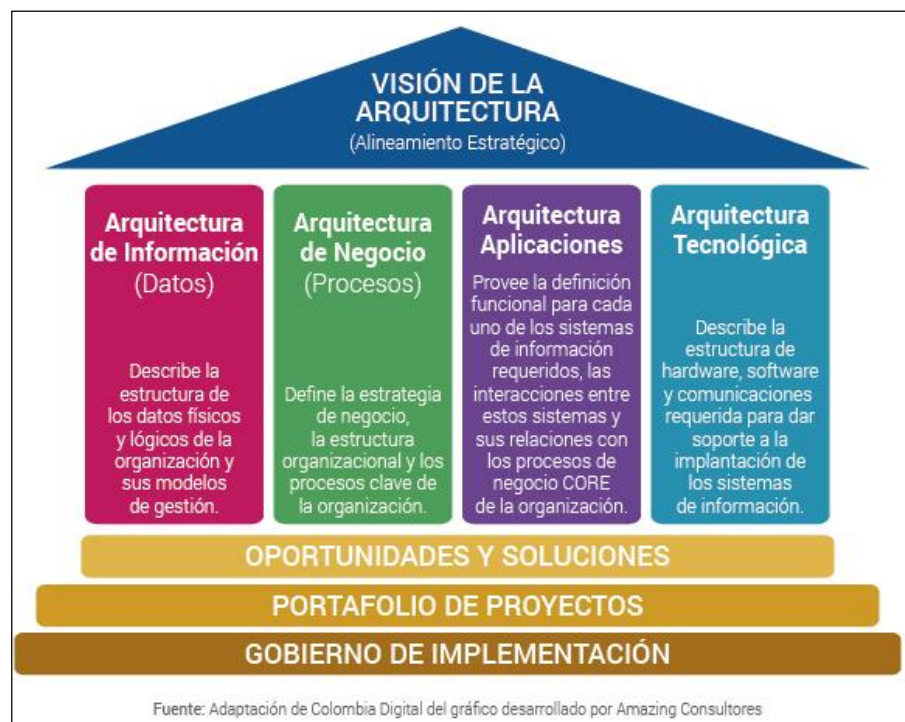 VISIÓN DE LA
ARQUITECTURA
(Alineamiento Estratégico)
Arquitectura
de Información
(Datos)
Describe la
estructura de
los datos físicos
y lógicos de la
organización y
sus modelos
de gestión.
Arquitectura
de Negocio
(Procesos)
Define la estrategia
de negocio,
la estructura
organizacional y los
procesos clave de
la organización.
Arquitectura
Aplicaciones
Provee la definición
funcional para cada
uno de los sistemas
de información
requeridos, las
interacciones entre
estos sistemas y
sus relaciones con
los procesos de
negocio CORE
de la organización.
Arquitectura
Tecnológica
Describe la
estructura de
hardware, software
y comunicaciones
requerida para dar
soporte a la
implantación de
los sistemas
de información.
OPORTUNIDADES Y SOLUCIONES
PORTAFOLIO DE PROYECTOS
GOBIERNO DE IMPLEMENTACIÓN
Fuente: Adaptación de Colombia Digital del gráfico desarrollado por Amazing Consultores